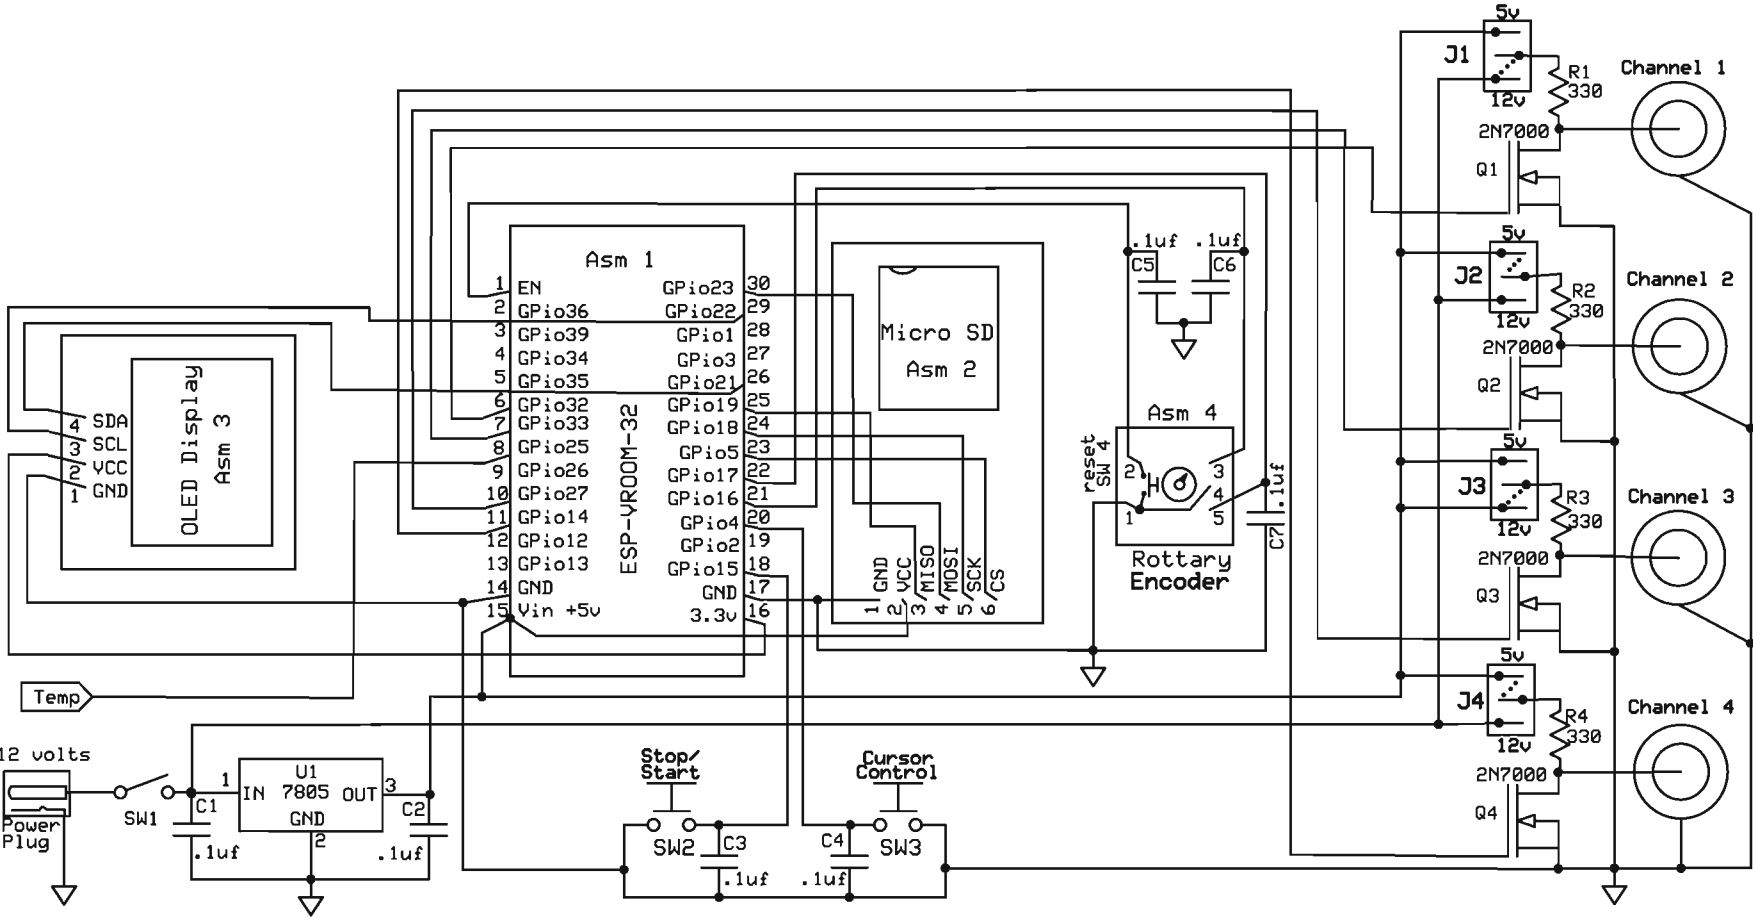 5v
J1
12v
R1
330
Channel 1
2N7000
Q1
5v
J2
12v
R2
330
Channel 2
2N7000
Q2
5v
J3
12v
R3
330
Channel 3
2N7000
Q3
5v
J4
12v
R4
330
Channel 4
2N7000
Q4
Asm 1
ESP-VROOM-32
1 EN
2 GPio36
3 GPio39
4 GPio34
5 GPio35
6 GPio32
7 GPio33
8 GPio25
9 GPio26
10 GPio27
11 GPio14
12 GPio12
13 GPio13
14 GND
15 Vin +5v
GPio23 30
GPio22 29
GPio1 28
GPio3 27
GPio21 26
GPio19 25
GPio18 24
GPio5 23
GPio17 22
GPio16 21
GPio4 20
GPio2 19
GPio15 18
GND 17
3.3v 16
Micro SD
Asm 2
1 GND
2 VCC
3 MISO
4 MOSI
5 SCK
6 CS
.1uf
C5
.1uf
C6
Asm 4
reset
SW 4
2
1
3
4
5
Rottary
Encoder
C7 .1uf
OLED Display
Asm 3
4 SDA
3 SCL
2 VCC
1 GND
Temp
12 volts
Power
Plug
SW1
C1
.1uf
1
U1
7805
IN
OUT
GND
2
3
C2
.1uf
Stop/
Start
SW2
C3
.1uf
Cursor
Control
SW3
C4
.1uf